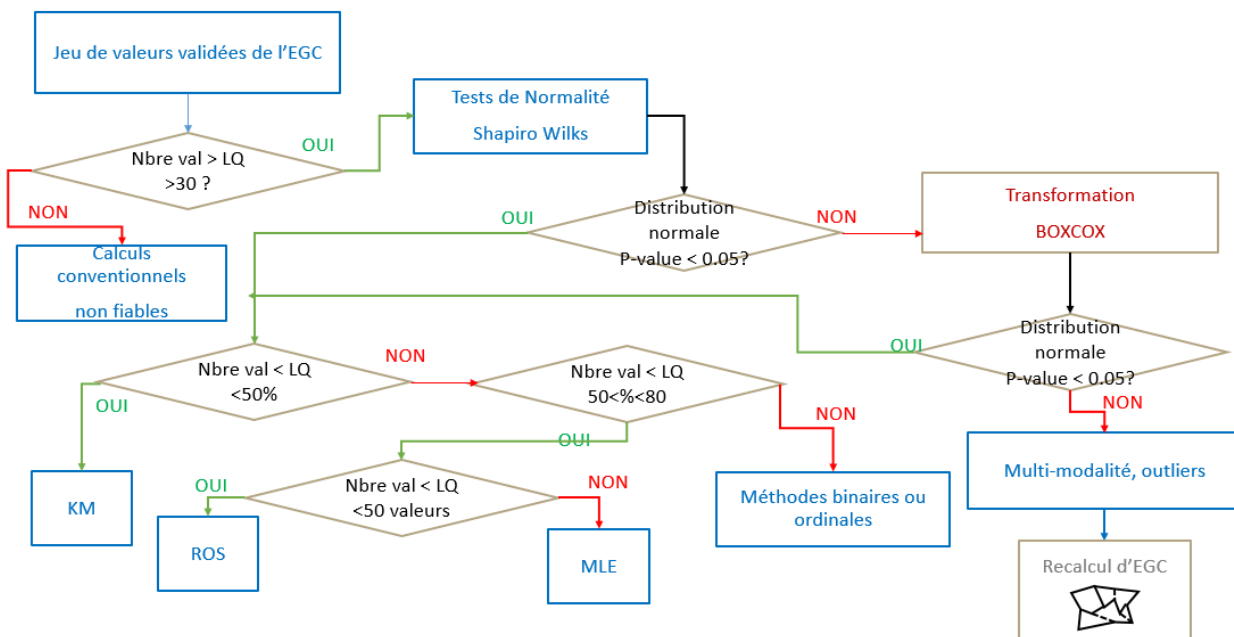 Jeu de valeurs validées de l’EGC
Tests de Normalité
Shapiro Wilks
OUI
Nbre val > LQ
>30 ?
NON
Calculs
conventionnels
non fiables
OUI
Distribution
normale
P-value < 0.05?
NON
Transformation
BOXCOX
OUI
Distribution
normale
P-value < 0.05?
NON
Nbre val < LQ
<50%
NON
Nbre val < LQ
50<%<80
OUI
OUI
NON
KM
OUI
Nbre val < LQ
<50 valeurs
NON
ROS
MLE
Méthodes binaires ou
ordinales
Multi-modalité, outliers
Recalcul d’EGC